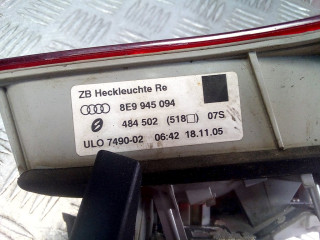 ZB Heckleuchte Re
8E9 945 094
484 502 (518□) 07S
ULO 7490-02 06:42 18.11.05